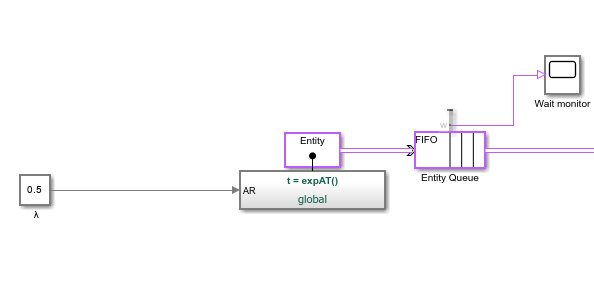 Wait monitor
w
FIFO
Entity
Entity Queue
t = expAT()
AR
global
0.5
λ